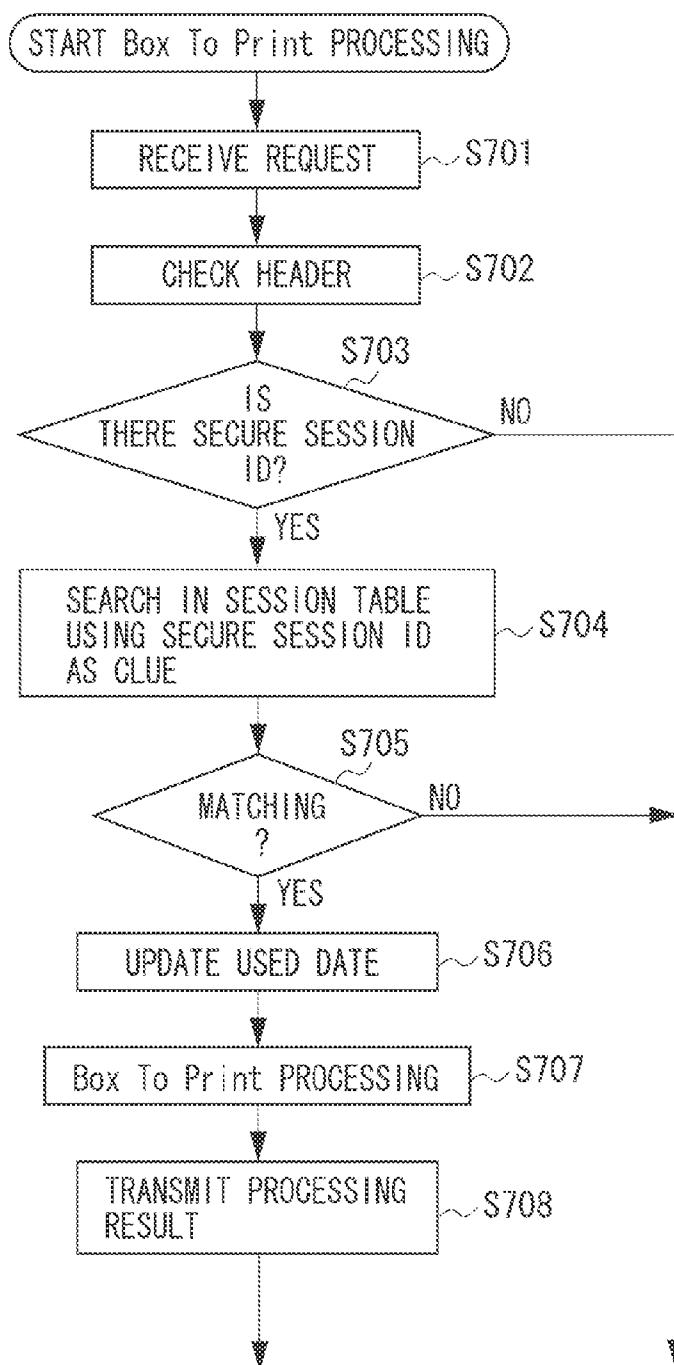 START Box To Print PROCESSING
RECEIVE REQUEST
S701
CHECK HEADER
S702
S703
IS
THERE SECURE SESSION
ID?
NO
YES
SEARCH IN SESSION TABLE
USING SECURE SESSION ID
AS CLUE
S704
S705
MATCHING
?
NO
YES
UPDATE USED DATE
S706
Box To Print PROCESSING
S707
TRANSMIT PROCESSING
RESULT
S708